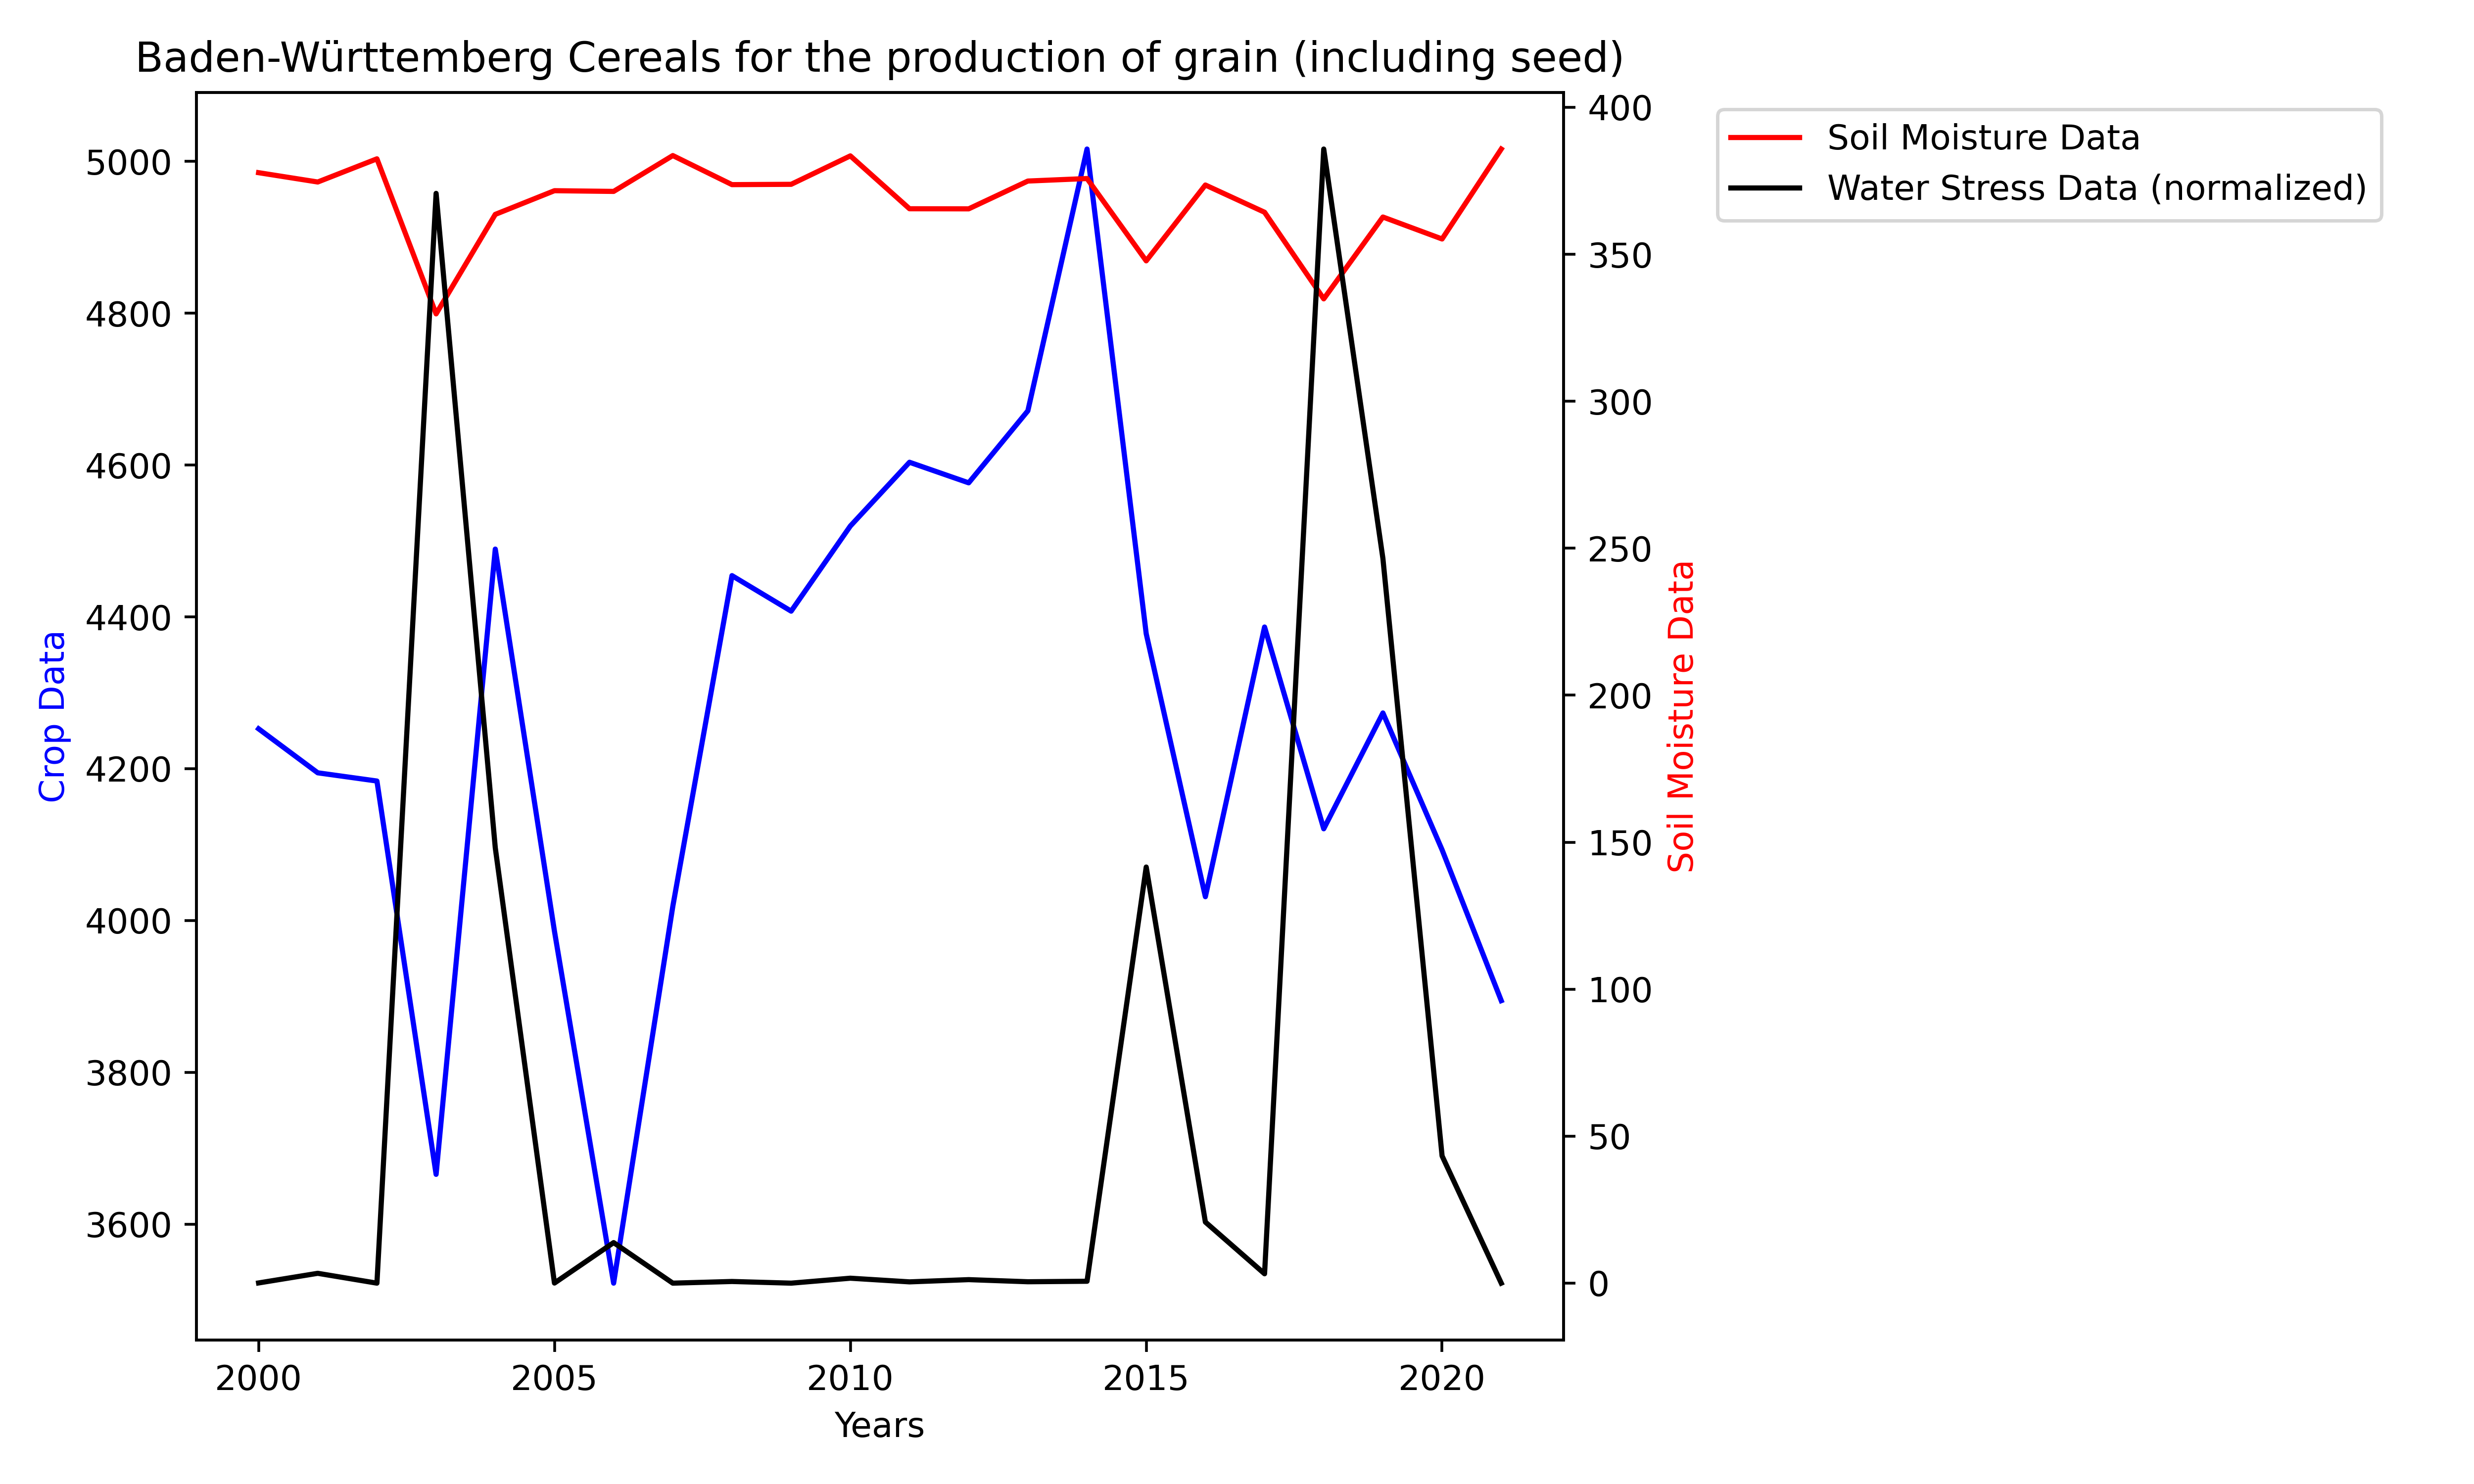 Baden-Württemberg Cereals for the production of grain (including seed)
Soil Moisture Data
Water Stress Data (normalized)
Crop Data
5000
4800
4600
4400
4200
4000
3800
3600
400
350
300
250
200
150
100
50
0
Soil Moisture Data
2000 2005 2010 2015 2020
Years